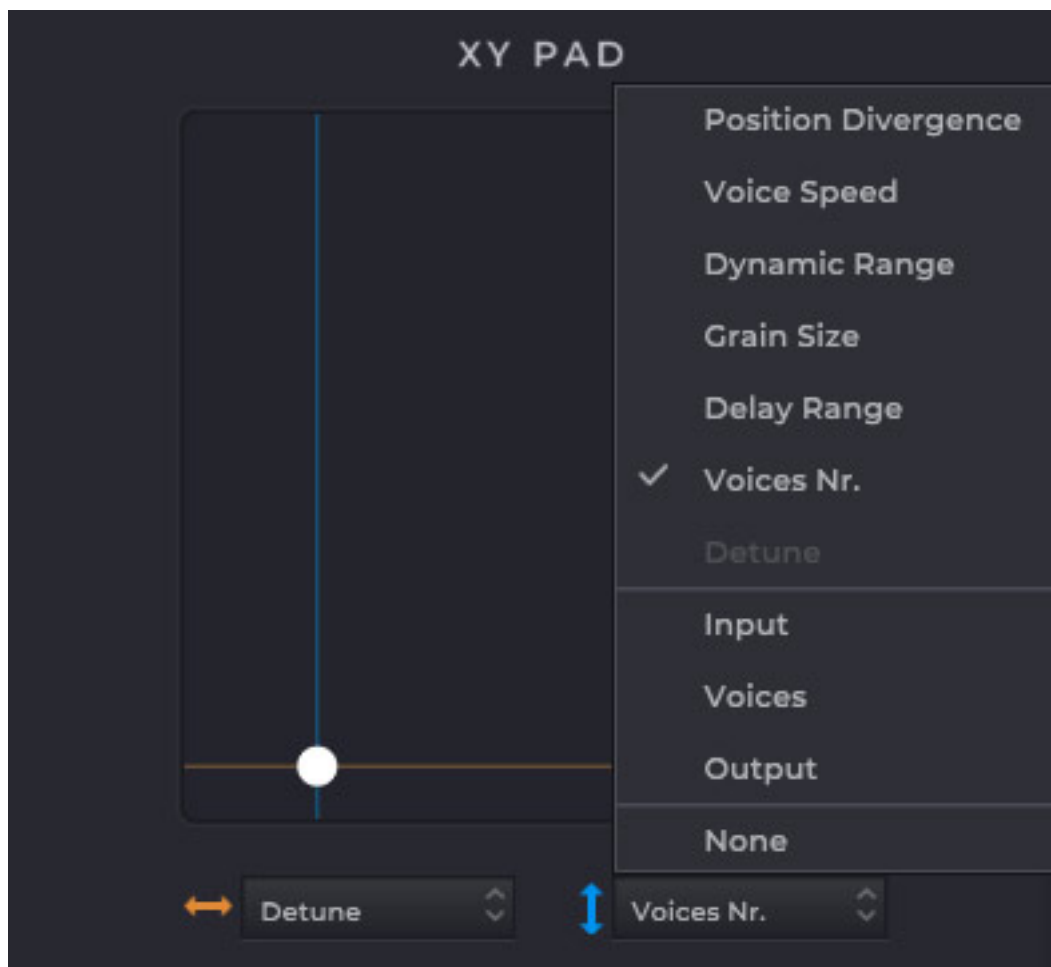 XY PAD
Position Divergence
Voice Speed
Dynamic Range
Grain Size
Delay Range
Voices Nr.
Detune
Input
Voices
Output
None
Detune
Voices Nr.